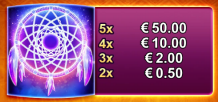 5x € 50.00
4x € 10.00
3x € 2.00
2x € 0.50